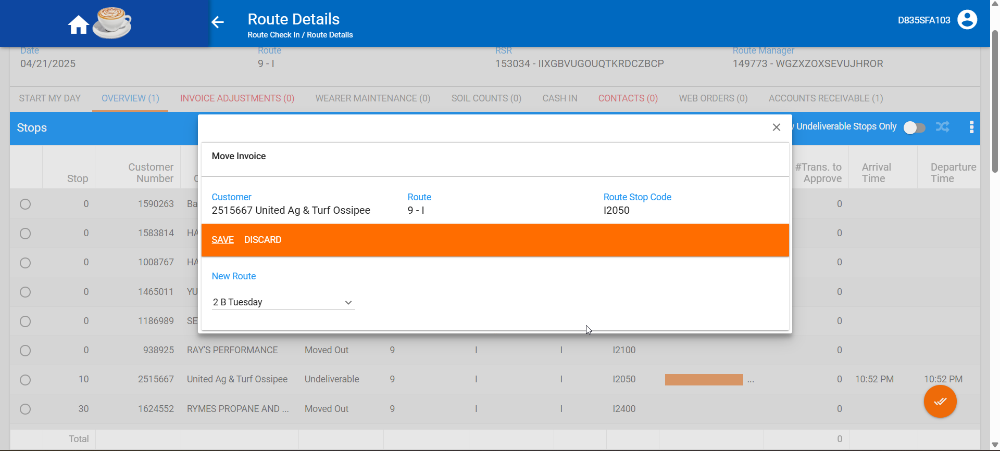 Route Details
Route Check In / Route Details
D835SFA103
Date
Route
RSR
Route Manager
04/21/2025
9 - I
153034 - IIXGBVUGOUQTKRDCZBCP
149773 - WGZXZOXSEVUJHROR
START MY DAY OVERVIEW (1) INVOICE ADJUSTMENTS (0) WEARER MAINTENANCE (0) SOIL COUNTS (0) CASH IN CONTACTS (0) WEB ORDERS (0) ACCOUNTS RECEIVABLE (1)
Stops
Undeliverable Stops Only
Stop
Customer Number
#Trans. to Approve
Arrival Time
Departure Time
Move Invoice
Customer
Route
Route Stop Code
2515667 United Ag & Turf Ossipee
9 - I
I2050
SAVE DISCARD
New Route
2 B Tuesday
0 1590263 Ba 0
0 1583814 HA 0
0 1008767 HA 0
0 1465011 YU 0
0 1186989 SE 0
0 938925 RAY'S PERFORMANCE Moved Out 9 I I I2100 0
10 2515667 United Ag & Turf Ossipee Undeliverable 9 I I I2050 ... 0 10:52 PM 10:52 PM
30 1624552 RYMES PROPANE AND ... Moved Out 9 I I I2400 0
Total 0